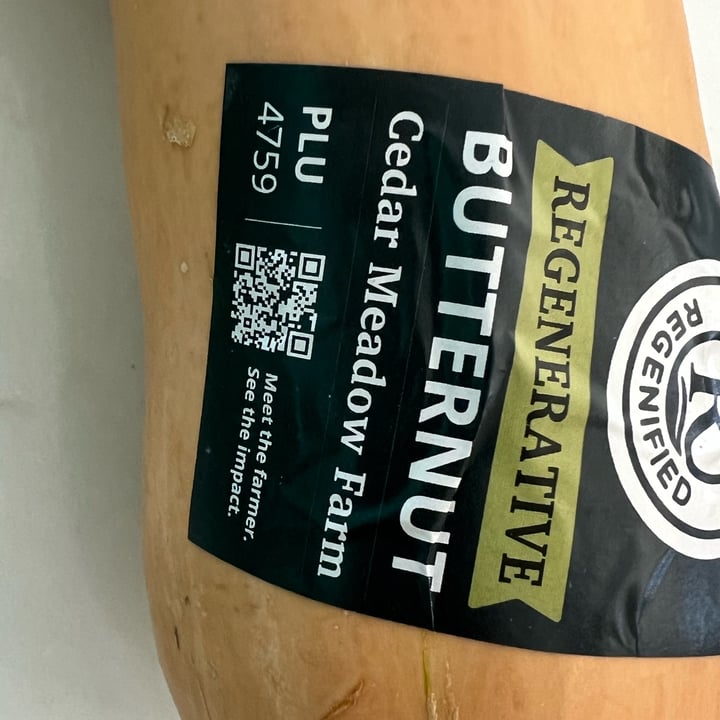 REGENIFIED
R
REGENERATIVE
BUTTERNUT
Cedar Meadow Farm
PLU
4759
Meet the farmer.
See the impact.